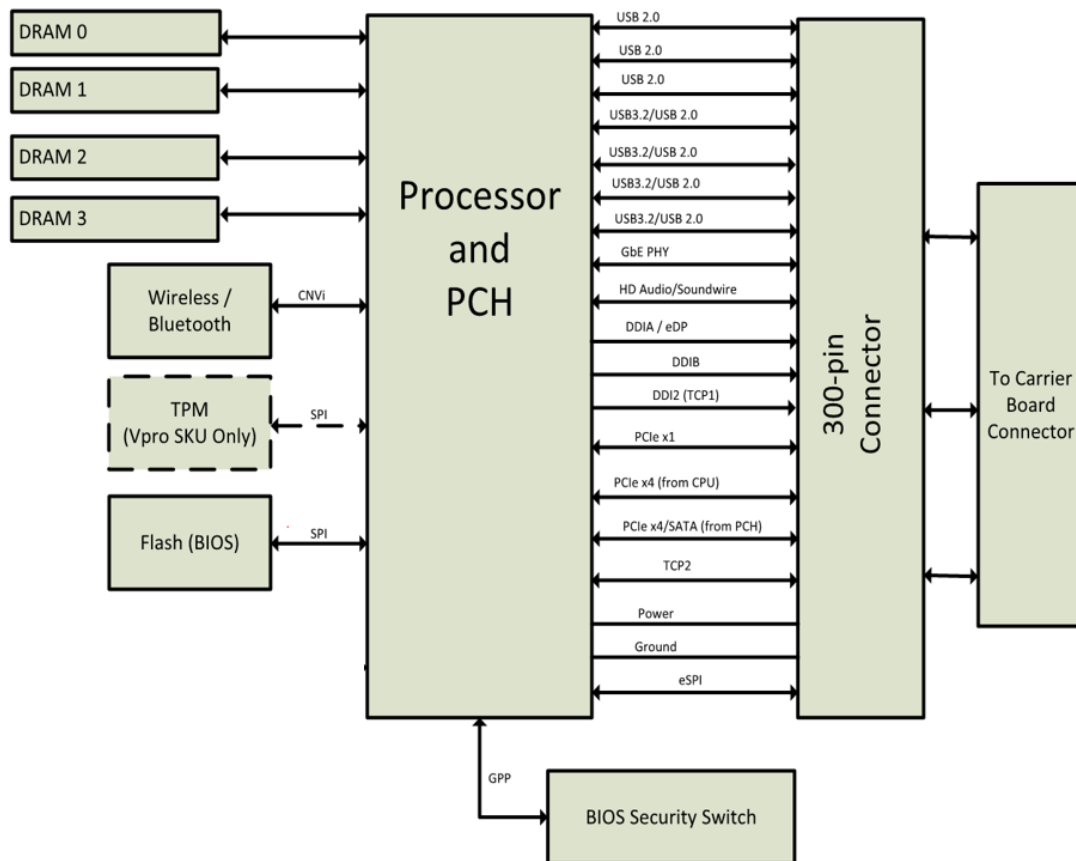 DRAM 0
DRAM 1
DRAM 2
DRAM 3
Wireless /
Bluetooth
CNVi
TPM
(Vpro SKU Only)
SPI
Flash (BIOS)
SPI
Processor
and
PCH
USB 2.0
USB 2.0
USB 2.0
USB3.2/USB 2.0
USB3.2/USB 2.0
USB3.2/USB 2.0
USB3.2/USB 2.0
GbE PHY
HD Audio/Soundwire
DDIA / eDP
DDIB
DDI2 (TCP1)
PCIe x1
PCIe x4 (from CPU)
PCIe x4/SATA (from PCH)
TCP2
Power
Ground
eSPI
300-pin
Connector
To Carrier
Board
Connector
GPP
BIOS Security Switch